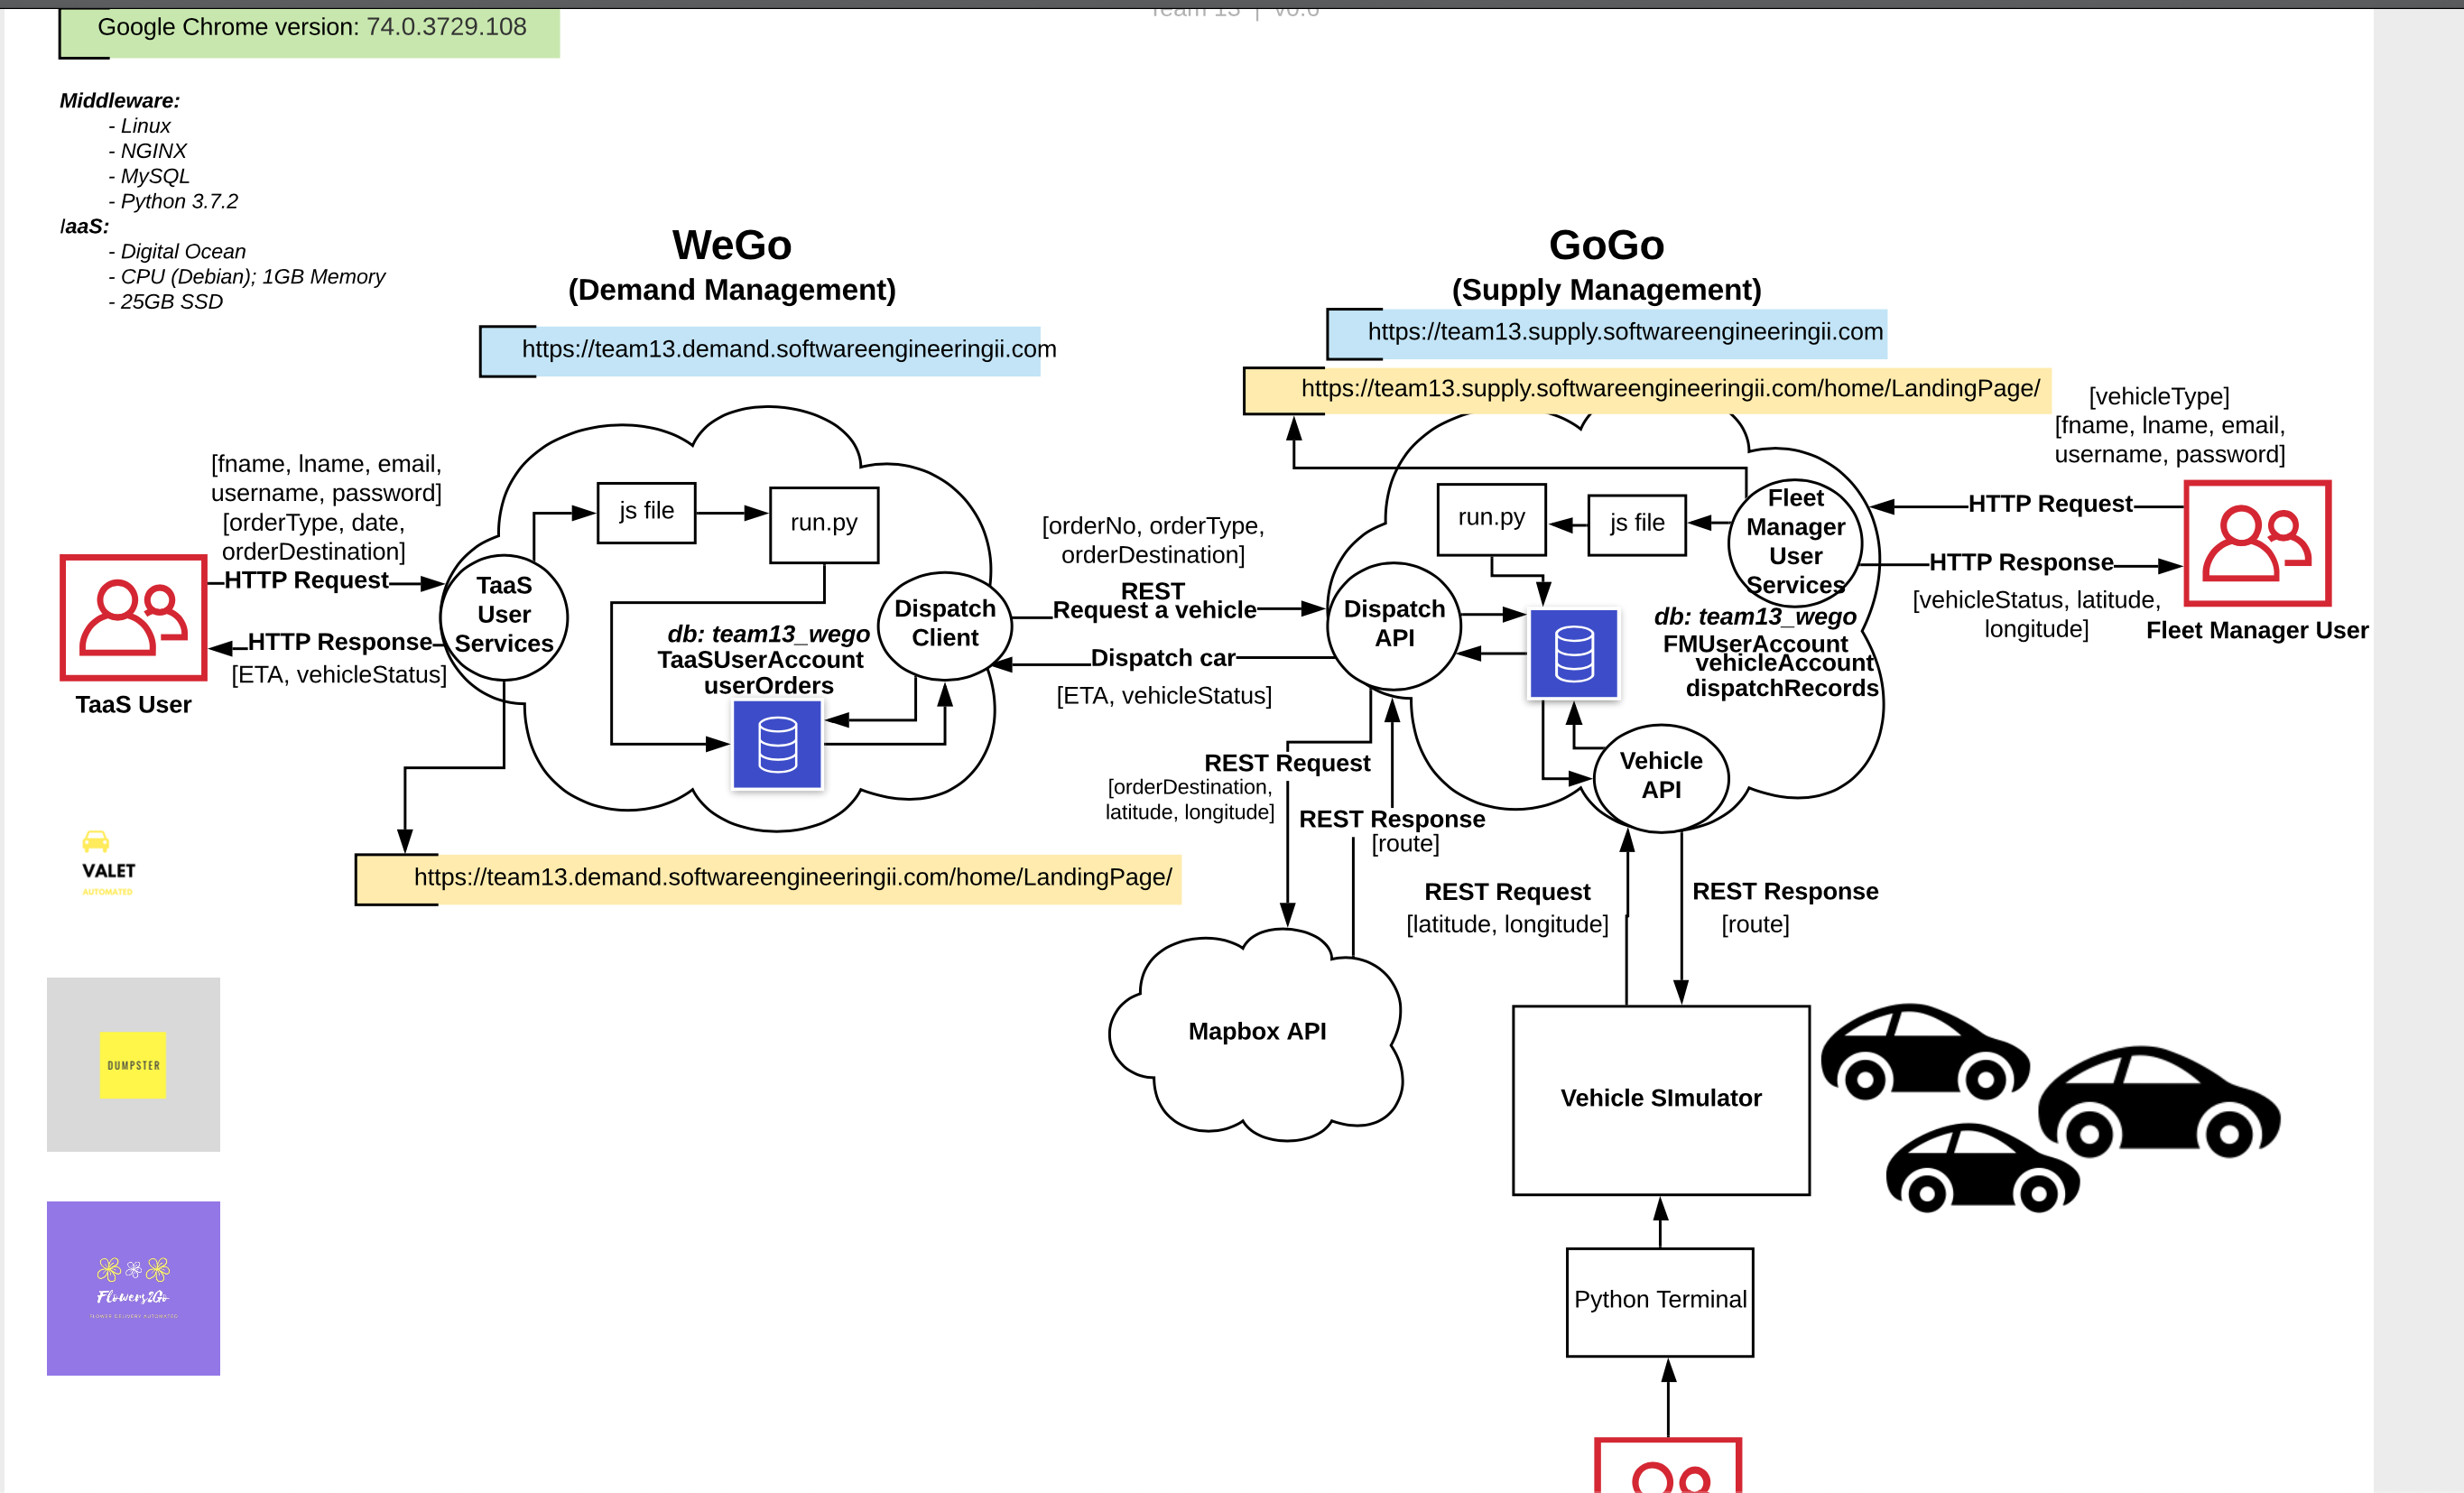 Team 13 | v0.6
Google Chrome version: 74.0.3729.108
Middleware:
- Linux
- NGINX
- MySQL
- Python 3.7.2
IaaS:
- Digital Ocean
- CPU (Debian); 1GB Memory
- 25GB SSD
WeGo
(Demand Management)
https://team13.demand.softwareengineeringii.com
GoGo
(Supply Management)
https://team13.supply.softwareengineeringii.com
https://team13.supply.softwareengineeringii.com/home/LandingPage/
[fname, lname, email,
username, password]
[orderType, date,
orderDestination]
HTTP Request
HTTP Response
[ETA, vehicleStatus]
TaaS User
TaaS
User
Services
js file
run.py
db: team13_wego
TaaSUserAccount
userOrders
Dispatch
Client
https://team13.demand.softwareengineeringii.com/home/LandingPage/
[orderNo, orderType,
orderDestination]
REST
Request a vehicle
Dispatch car
[ETA, vehicleStatus]
Dispatch
API
run.py
js file
Fleet
Manager
User
Services
db: team13_wego
FMUserAccount
vehicleAccount
dispatchRecords
Vehicle
API
[vehicleType]
[fname, lname, email,
username, password]
HTTP Request
HTTP Response
[vehicleStatus, latitude,
longitude]
Fleet Manager User
REST Request
[orderDestination,
latitude, longitude]
REST Response
[route]
REST Request
[latitude, longitude]
REST Response
[route]
Mapbox API
Vehicle SImulator
Python Terminal
VALET
AUTOMATED
DUMPSTER
Flowers2Go
FLOWER DELIVERY AUTOMATED